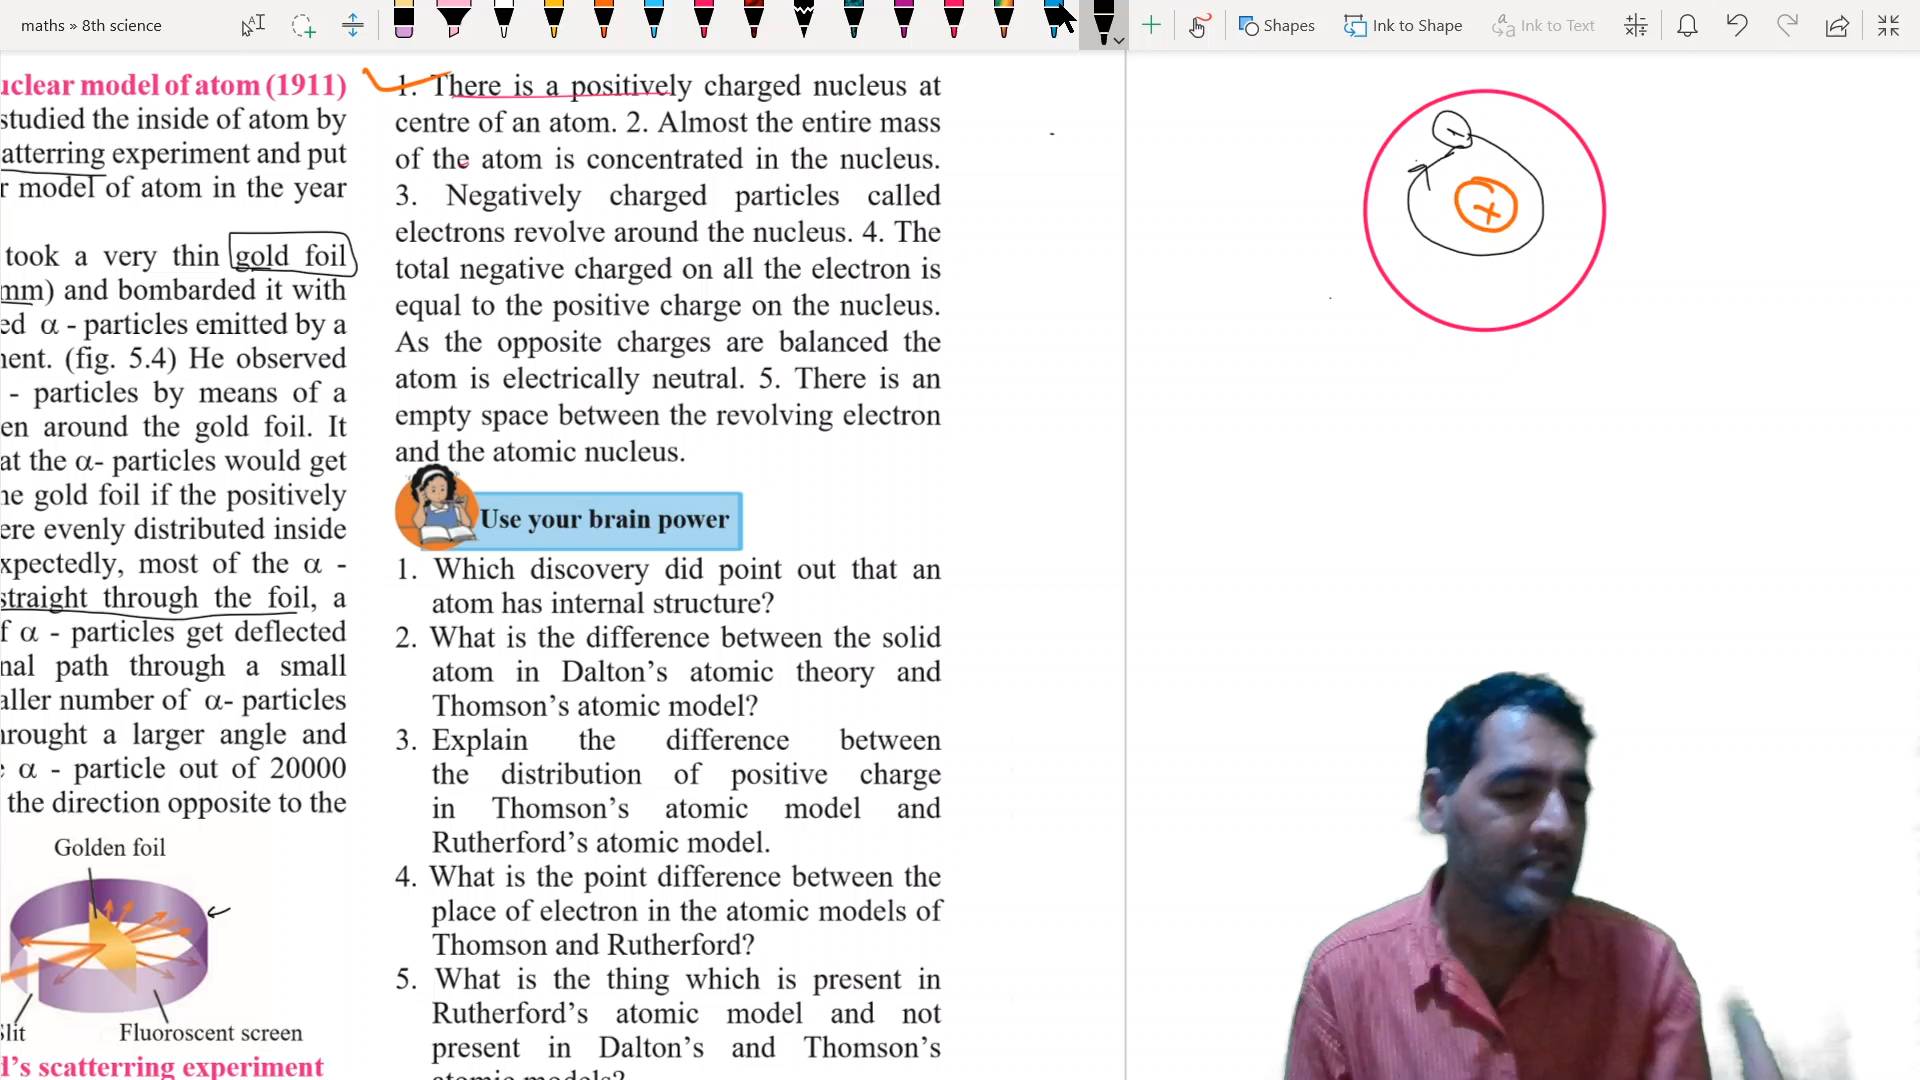 maths » 8th science
Shapes
Ink to Shape
Ink to Text
nuclear model of atom (1911)
studied the inside of atom by
scatterring experiment and put
model of atom in the year
took a very thin gold foil
mm) and bombarded it with
ed α - particles emitted by a
ment. (fig. 5.4) He observed
- particles by means of a
en around the gold foil. It
at the α- particles would get
he gold foil if the positively
ere evenly distributed inside
xpectedly, most of the α -
straight through the foil, a
f α - particles get deflected
nal path through a small
aller number of α- particles
hrought a larger angle and
α - particle out of 20000
the direction opposite to the
Golden foil
Slit
Fluoroscent screen
d's scatterring experiment
1. There is a positively charged nucleus at
centre of an atom. 2. Almost the entire mass
of the atom is concentrated in the nucleus.
3. Negatively charged particles called
electrons revolve around the nucleus. 4. The
total negative charged on all the electron is
equal to the positive charge on the nucleus.
As the opposite charges are balanced the
atom is electrically neutral. 5. There is an
empty space between the revolving electron
and the atomic nucleus.
Use your brain power
1. Which discovery did point out that an
atom has internal structure?
2. What is the difference between the solid
atom in Dalton's atomic theory and
Thomson's atomic model?
3. Explain the difference between
the distribution of positive charge
in Thomson's atomic model and
Rutherford's atomic model.
4. What is the point difference between the
place of electron in the atomic models of
Thomson and Rutherford?
5. What is the thing which is present in
Rutherford's atomic model and not
present in Dalton's and Thomson's
atomic models?
-
+